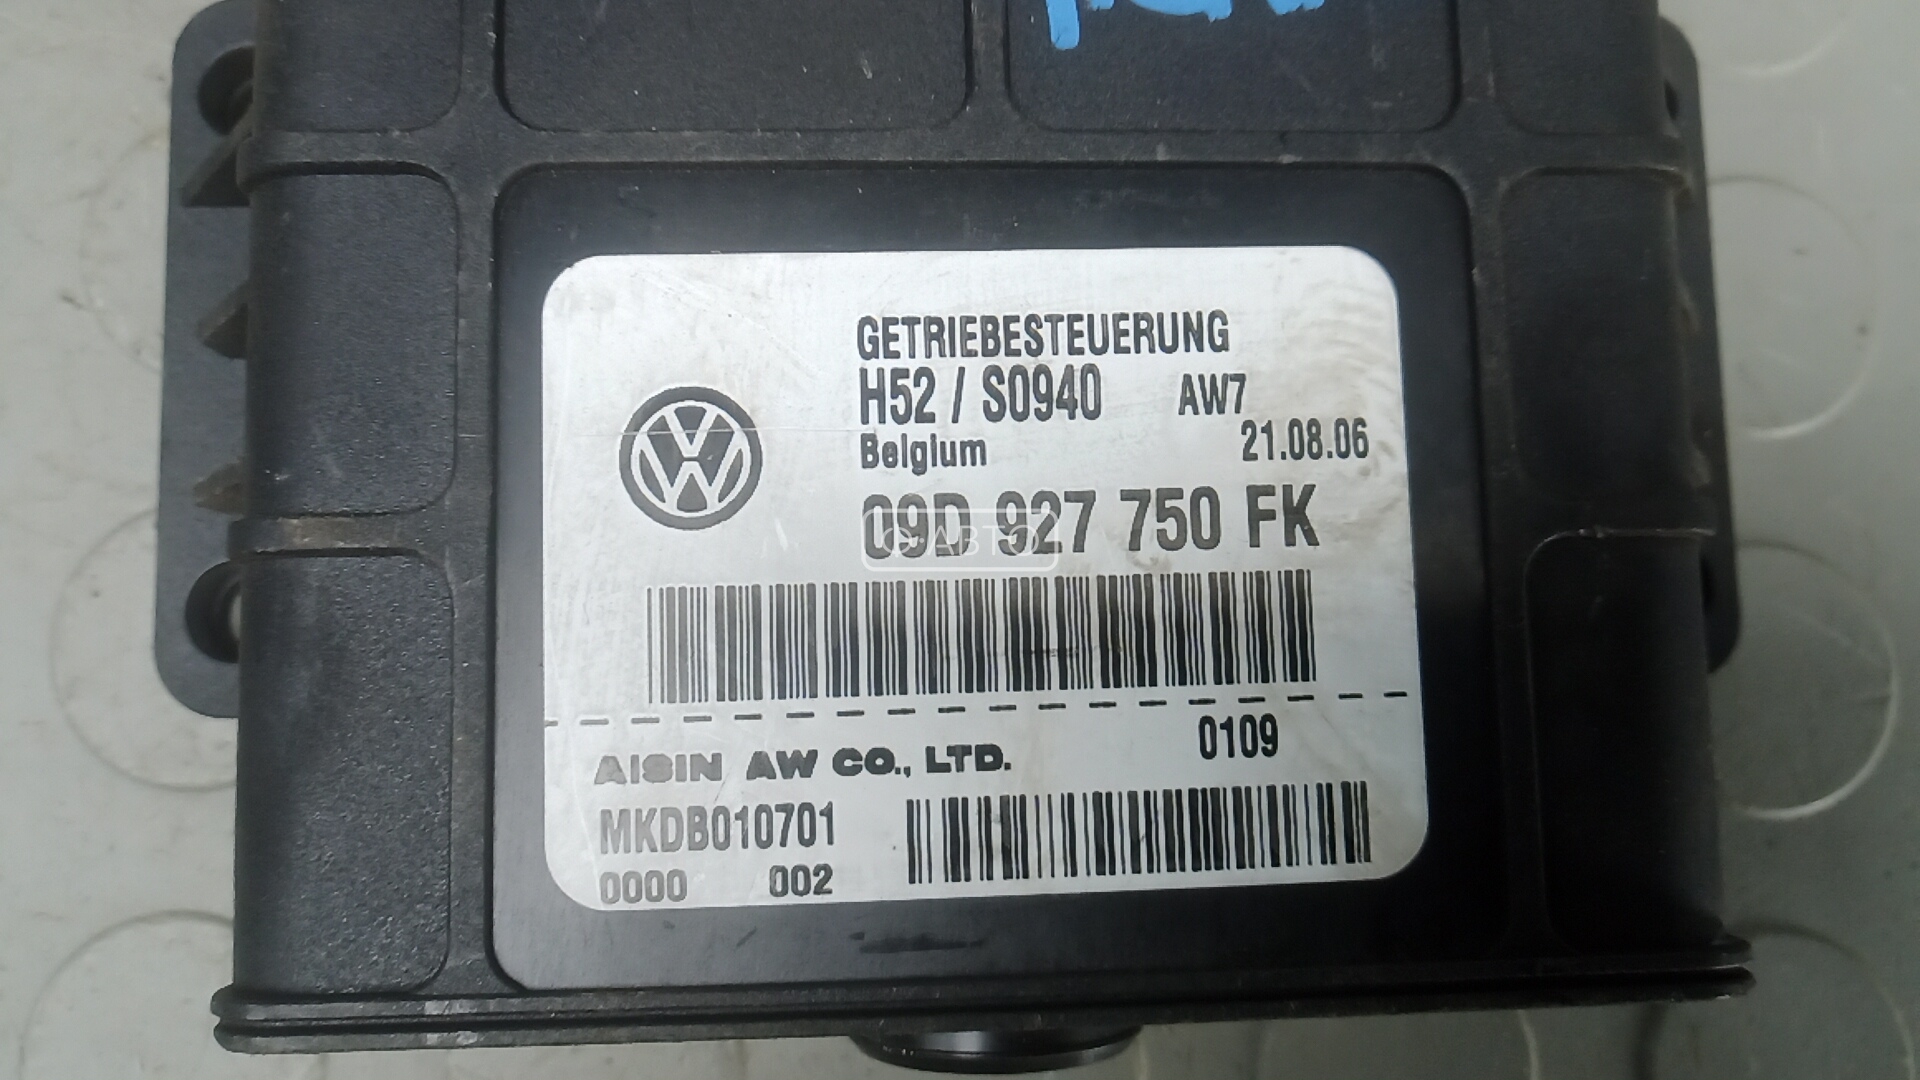 GETRIEBESTEUERUNG
H52 / S0940 AW7
Belgium 21.08.06
09D 927 750 FK
АВТО
0109
AISIN AW CO., LTD.
MKDB010701
0000 002